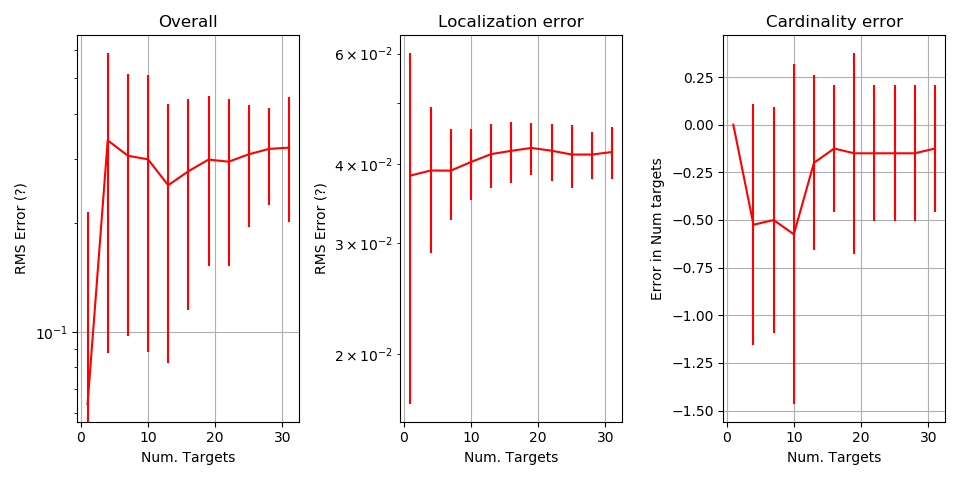 Overall
RMS Error (?)
10⁻¹
0 10 20 30
Num. Targets
Localization error
RMS Error (?)
6 × 10⁻²
4 × 10⁻²
3 × 10⁻²
2 × 10⁻²
0 10 20 30
Num. Targets
Cardinality error
Error in Num targets
0.25
0.00
−0.25
−0.50
−0.75
−1.00
−1.25
−1.50
0 10 20 30
Num. Targets